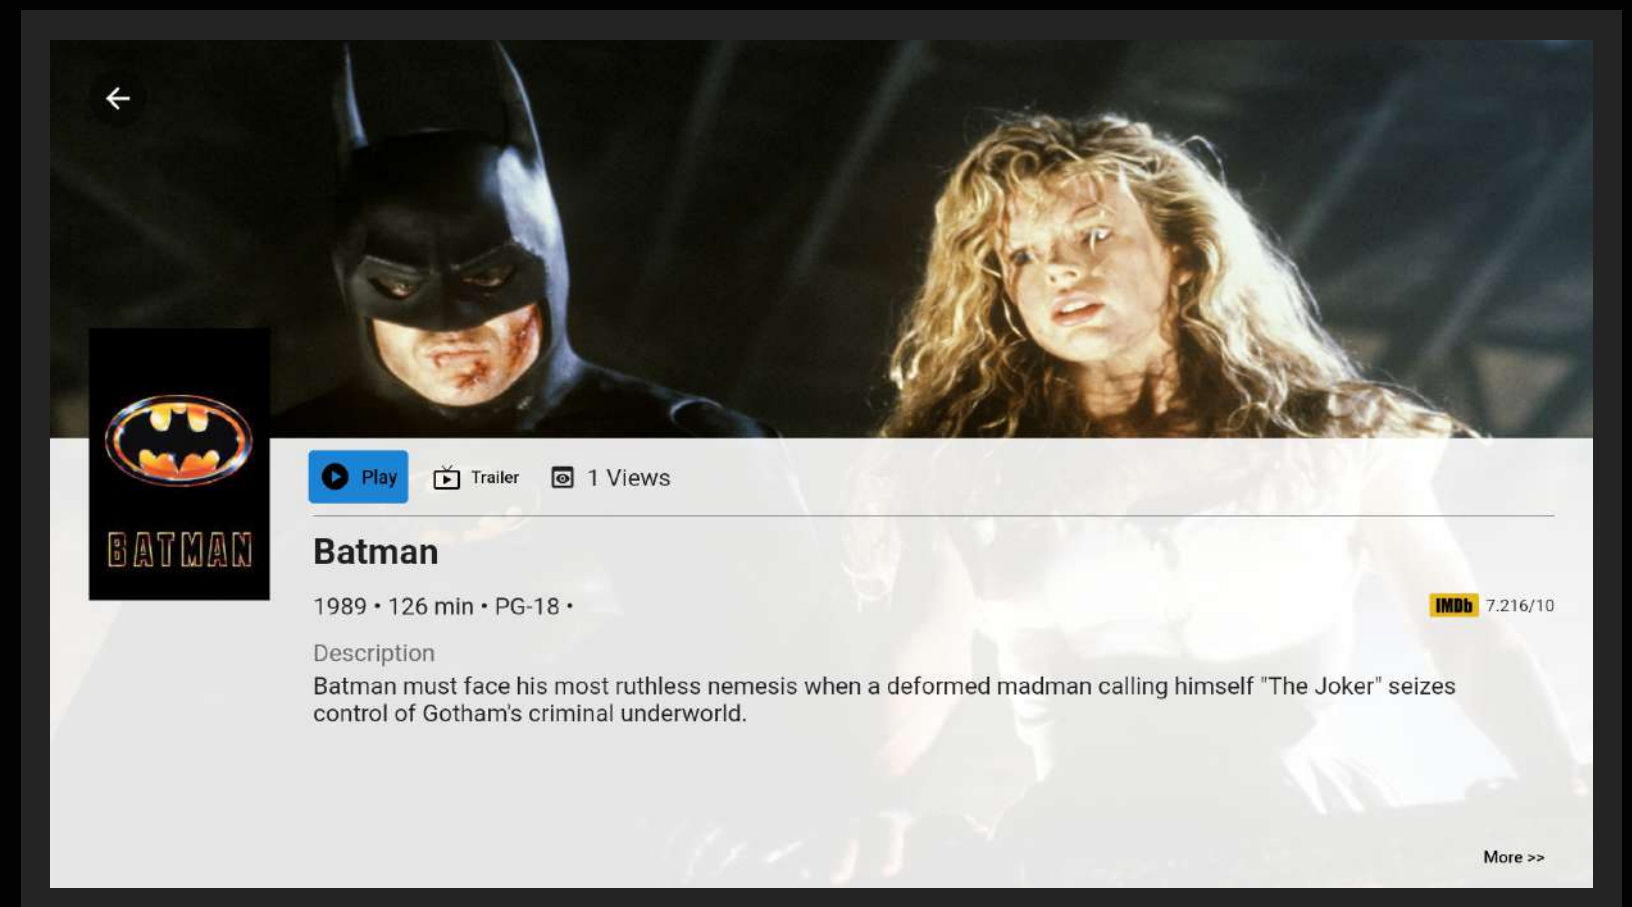 BATMAN
Play Trailer 1 Views
Batman
1989 • 126 min • PG-18 •
IMDb 7.216/10
Description
Batman must face his most ruthless nemesis when a deformed madman calling himself "The Joker" seizes
control of Gotham's criminal underworld.
More >>